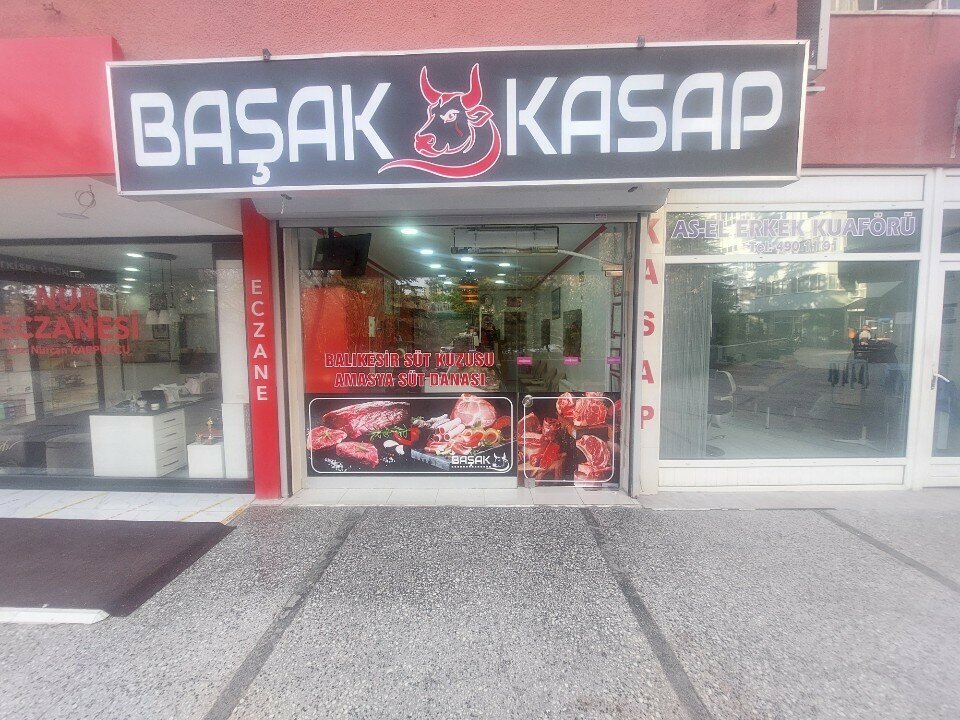 BAŞAK KASAP
NUR
ECZANESİ
ECZANE
BALIKESİR SÜT KUZUSU
AMASYA SÜT DANASI
BAŞAK
KASAP
AS-EL ERKEK KUAFÖRÜ